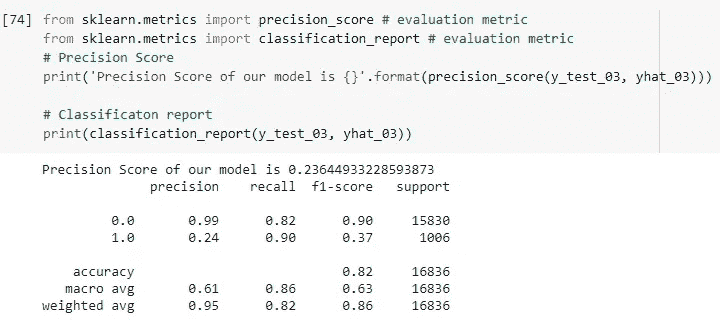 [74] from sklearn.metrics import precision_score # evaluation metric
from sklearn.metrics import classification_report # evaluation metric
# Precision Score
print('Precision Score of our model is {}'.format(precision_score(y_test_03, yhat_03)))
# Classificaton report
print(classification_report(y_test_03, yhat_03))
Precision Score of our model is 0.23644933228593873
precision recall f1-score support
0.0 0.99 0.82 0.90 15830
1.0 0.24 0.90 0.37 1006
accuracy 0.82 16836
macro avg 0.61 0.86 0.63 16836
weighted avg 0.95 0.82 0.86 16836